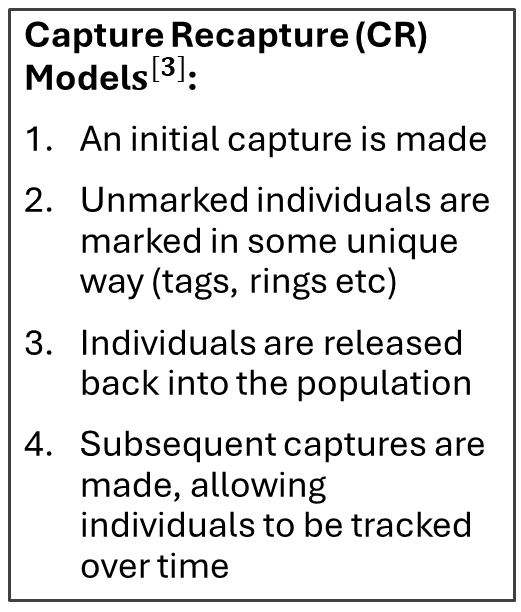 Capture Recapture (CR)
Models[3]:
1. An initial capture is made
2. Unmarked individuals are
marked in some unique
way (tags, rings etc)
3. Individuals are released
back into the population
4. Subsequent captures are
made, allowing
individuals to be tracked
over time